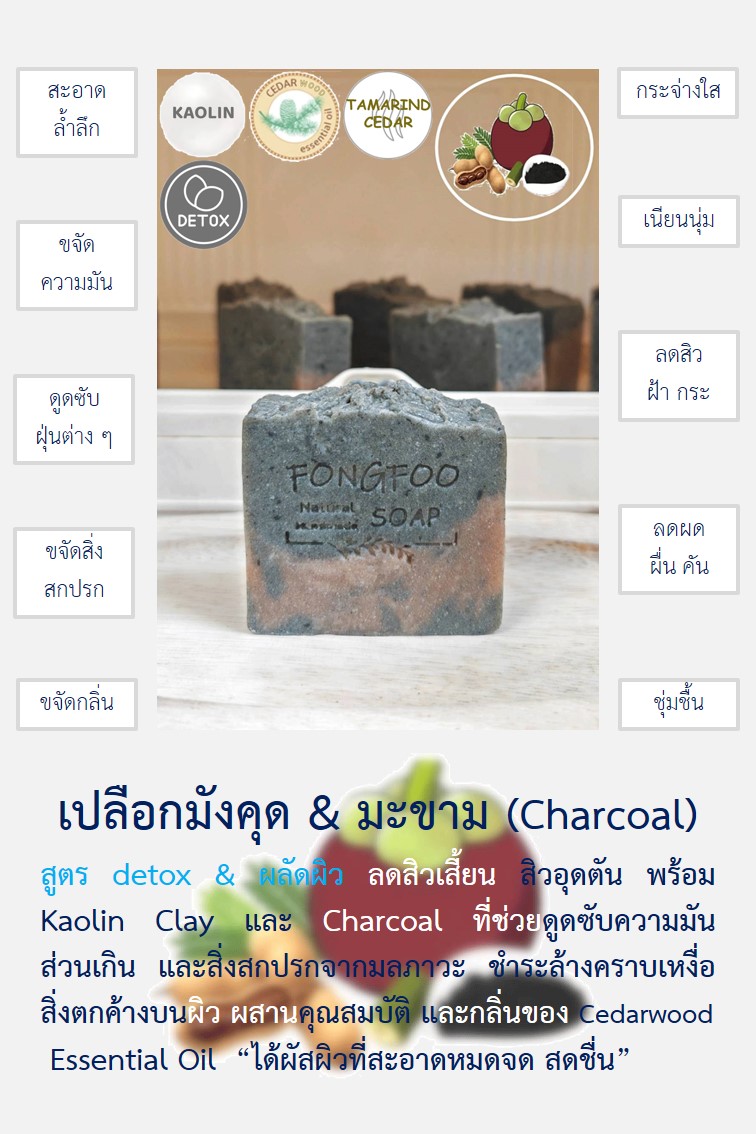 สะอาด
ล้ำลึก
ขจัด
ความมัน
ดูดซับ
ฝุ่นต่าง ๆ
ขจัดสิ่ง
สกปรก
ขจัดกลิ่น
KAOLIN
CEDAR WOOD
essential oil
TAMARIND
CEDAR
DETOX
FONGFOO
Natural
SOAP
กระจ่างใส
เนียนนุ่ม
ลดสิว
ฝ้า กระ
ลดผด
ผื่น คัน
ชุ่มชื้น
เปลือกมังคุด & มะขาม (Charcoal)
สูตร detox & ผลัดผิว ลดสิวเสี้ยน สิวอุดตัน พร้อม
Kaolin Clay และ Charcoal ที่ช่วยดูดซับความมัน
ส่วนเกิน และสิ่งสกปรกจากมลภาวะ ชำระล้างคราบเหงื่อ
สิ่งตกค้างบนผิว ผสานคุณสมบัติ และกลิ่นของ Cedarwood
Essential Oil “ได้ผัสผิวที่สะอาดหมดจด สดชื่น”